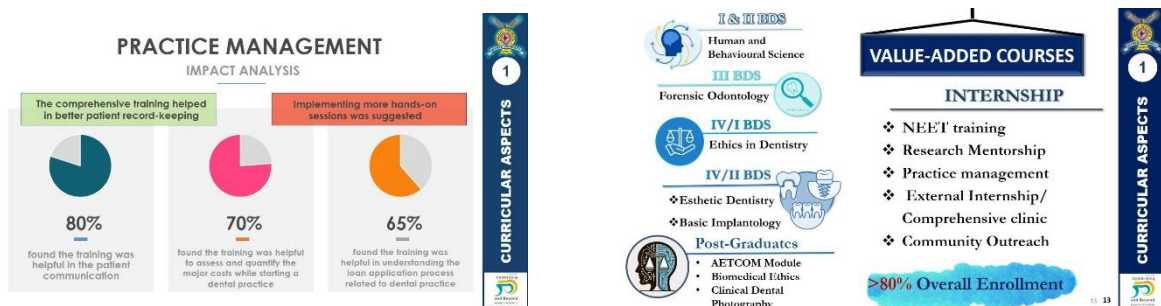 PRACTICE MANAGEMENT
IMPACT ANALYSIS
The comprehensive training helped
in better patient record-keeping
Implementing more hands-on
sessions was suggested
80%
found the training was
helpful in the patient
communication
70%
found the training was helpful
to assess and quantify the
major costs while starting a
dental practice
65%
found the training was
helpful in understanding the
loan application process
related to dental practice
1
CURRICULAR ASPECTS
I & II BDS
Human and
Behavioural Science
III BDS
Forensic Odontology
IV/I BDS
Ethics in Dentistry
IV/II BDS
Esthetic Dentistry
Basic Implantology
Post-Graduates
• AETCOM Module
• Biomedical Ethics
• Clinical Dental
Photography
VALUE-ADDED COURSES
INTERNSHIP
❖ NEET training
❖ Research Mentorship
❖ Practice management
❖ External Internship/
Comprehensive clinic
❖ Community Outreach
>80% Overall Enrollment
13 13
1
CURRICULAR ASPECTS